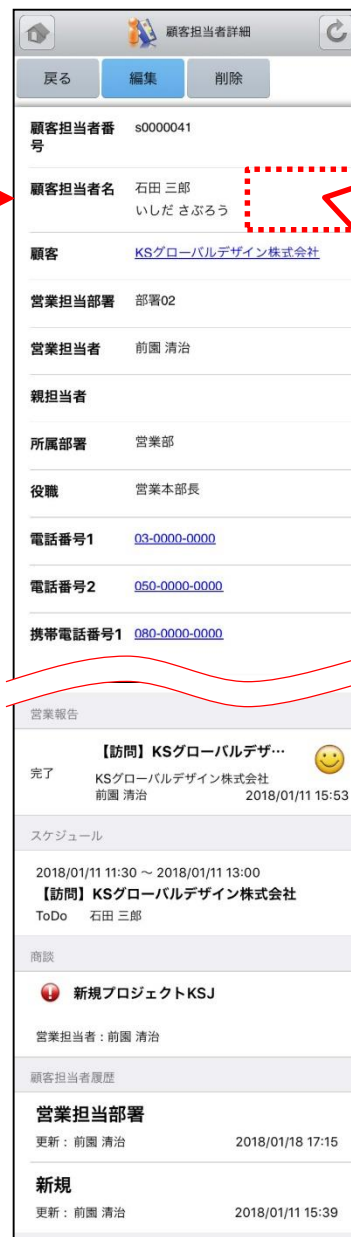 顧客担当者詳細
戻る 編集 削除
顧客担当者番号 s0000041
顧客担当者名 石田 三郎
いしだ さぶろう
顧客 KSグローバルデザイン株式会社
営業担当部署 部署02
営業担当者 前園 清治
親担当者
所属部署 営業部
役職 営業本部長
電話番号1 03-0000-0000
電話番号2 050-0000-0000
携帯電話番号1 080-0000-0000
営業報告
【訪問】KSグローバルデザ…
完了 KSグローバルデザイン株式会社
前園 清治 2018/01/11 15:53
スケジュール
2018/01/11 11:30 ～ 2018/01/11 13:00
【訪問】KSグローバルデザイン株式会社
ToDo 石田 三郎
商談
新規プロジェクトKSJ
営業担当者 : 前園 清治
顧客担当者履歴
営業担当部署
更新 : 前園 清治 2018/01/18 17:15
新規
更新 : 前園 清治 2018/01/11 15:39